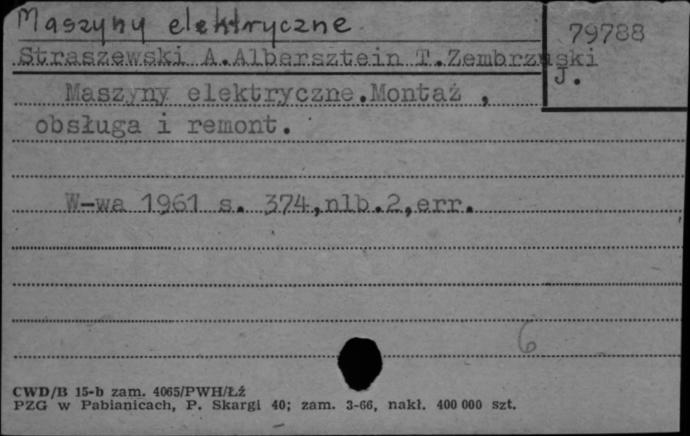 Maszyny elektryczne
79788
Straszewski A.Albersztein T.Zembrzuski
J.
Maszyny elektryczne.Montaż ,
obsługa i remont.
W-wa 1961 s. 374,nlb.2,err.
6
CWD/B 15-b zam. 4065/PWH/Łź
PZG w Pabianicach, P. Skargi 40; zam. 3-66, nakł. 400 000 szt.